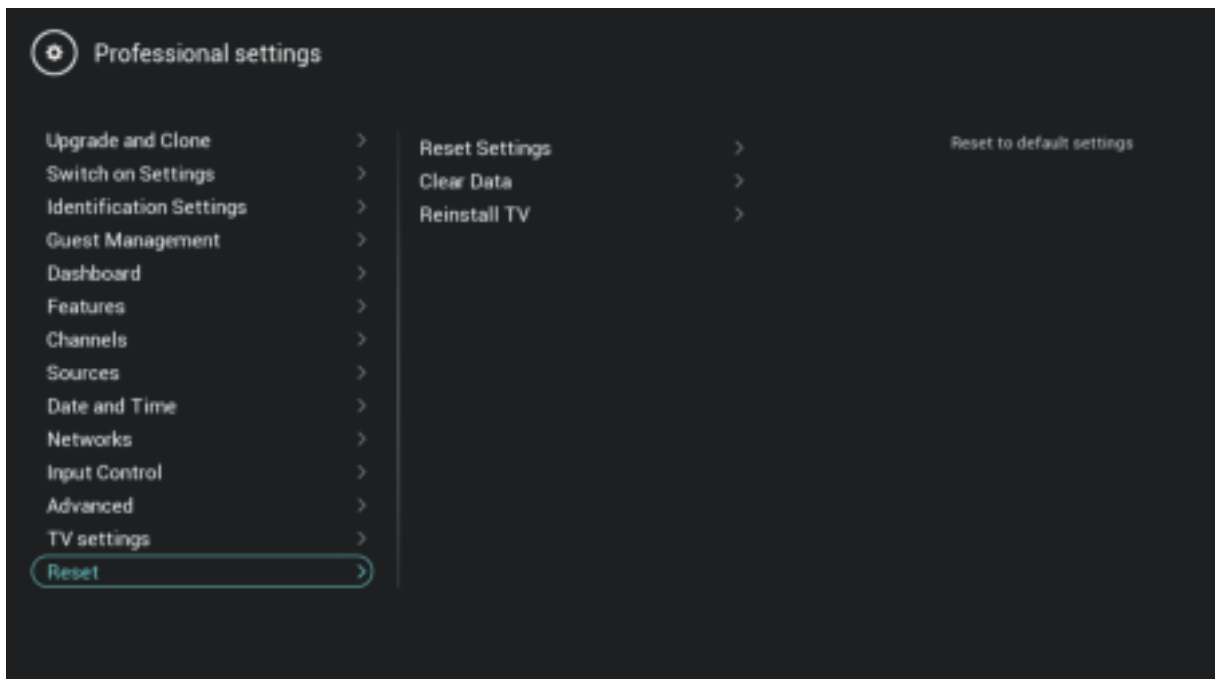 Professional settings
Upgrade and Clone
Switch on Settings
Identification Settings
Guest Management
Dashboard
Features
Channels
Sources
Date and Time
Networks
Input Control
Advanced
TV settings
Reset
Reset Settings
Clear Data
Reinstall TV
Reset to default settings